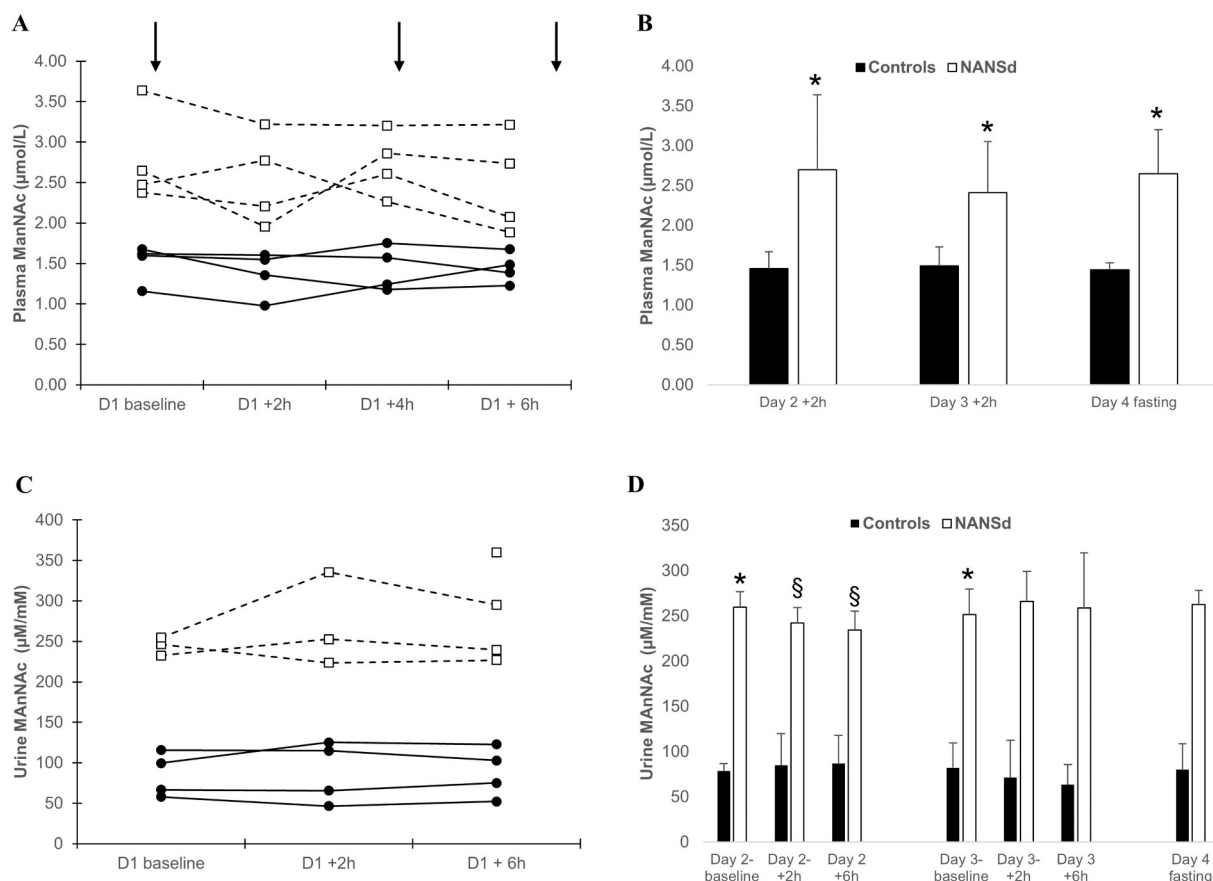 A
4.00
3.50
3.00
2.50
2.00
1.50
1.00
0.50
0.00
Plasma ManNAc (µmol/L)
D1 baseline D1 +2h D1 +4h D1 + 6h
B
Controls NANSd
4.00
3.50
3.00
2.50
2.00
1.50
1.00
0.50
0.00
Plasma ManNAc (µmol/L)
* * *
Day 2 +2h Day 3 +2h Day 4 fasting
C
400
350
300
250
200
150
100
50
0
Urine MAnNAc (µM/mM)
D1 baseline D1 +2h D1 + 6h
D
Controls NANSd
350
300
250
200
150
100
50
0
Urine MAnNAc (µM/mM)
* § § *
Day 2- Day 2- Day 2 Day 3- Day 3- Day 3 Day 4
baseline +2h +6h baseline +2h +6h fasting